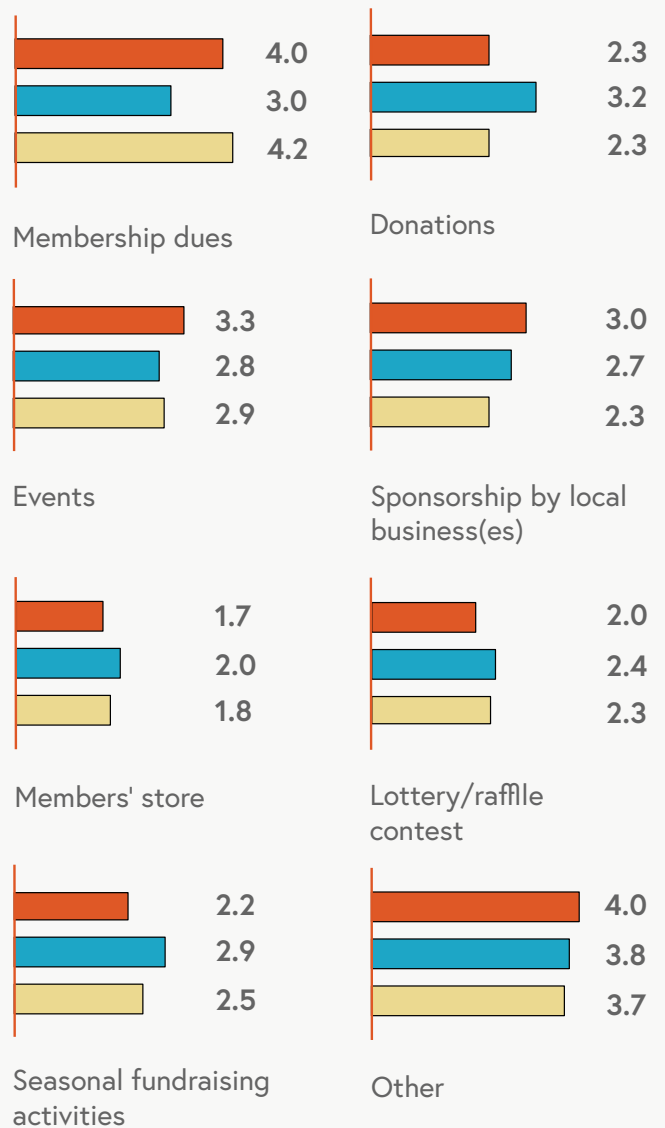 4.0
3.0
4.2
Membership dues
2.3
3.2
2.3
Donations
3.3
2.8
2.9
Events
3.0
2.7
2.3
Sponsorship by local
business(es)
1.7
2.0
1.8
Members' store
2.0
2.4
2.3
Lottery/rafflle
contest
2.2
2.9
2.5
Seasonal fundraising
activities
4.0
3.8
3.7
Other